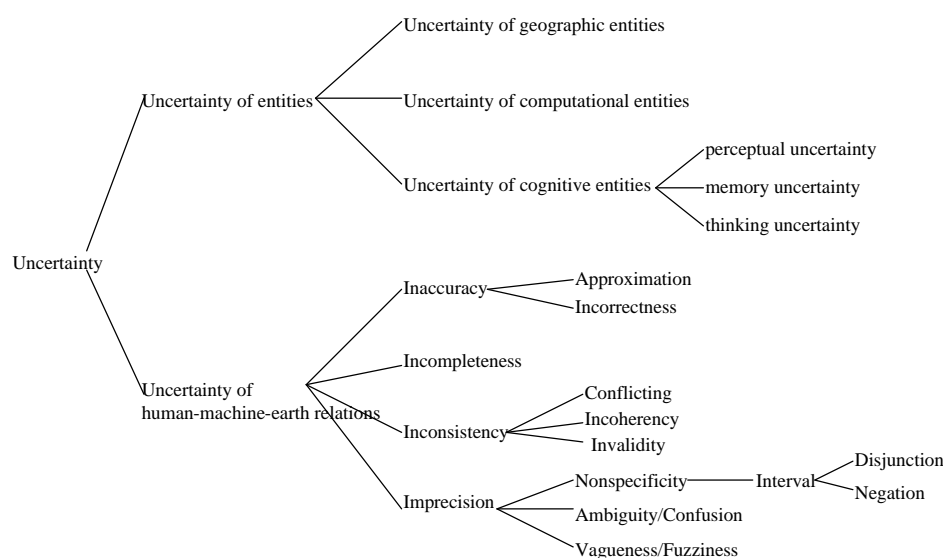 Uncertainty of geographic entities
Uncertainty of entities
Uncertainty of computational entities
perceptual uncertainty
Uncertainty of cognitive entities
memory uncertainty
thinking uncertainty
Uncertainty
Approximation
Inaccuracy
Incorrectness
Incompleteness
Uncertainty of
human-machine-earth relations
Conflicting
Incoherency
Inconsistency
Invalidity
Disjunction
Nonspecificity
Interval
Negation
Imprecision
Ambiguity/Confusion
Vagueness/Fuzziness